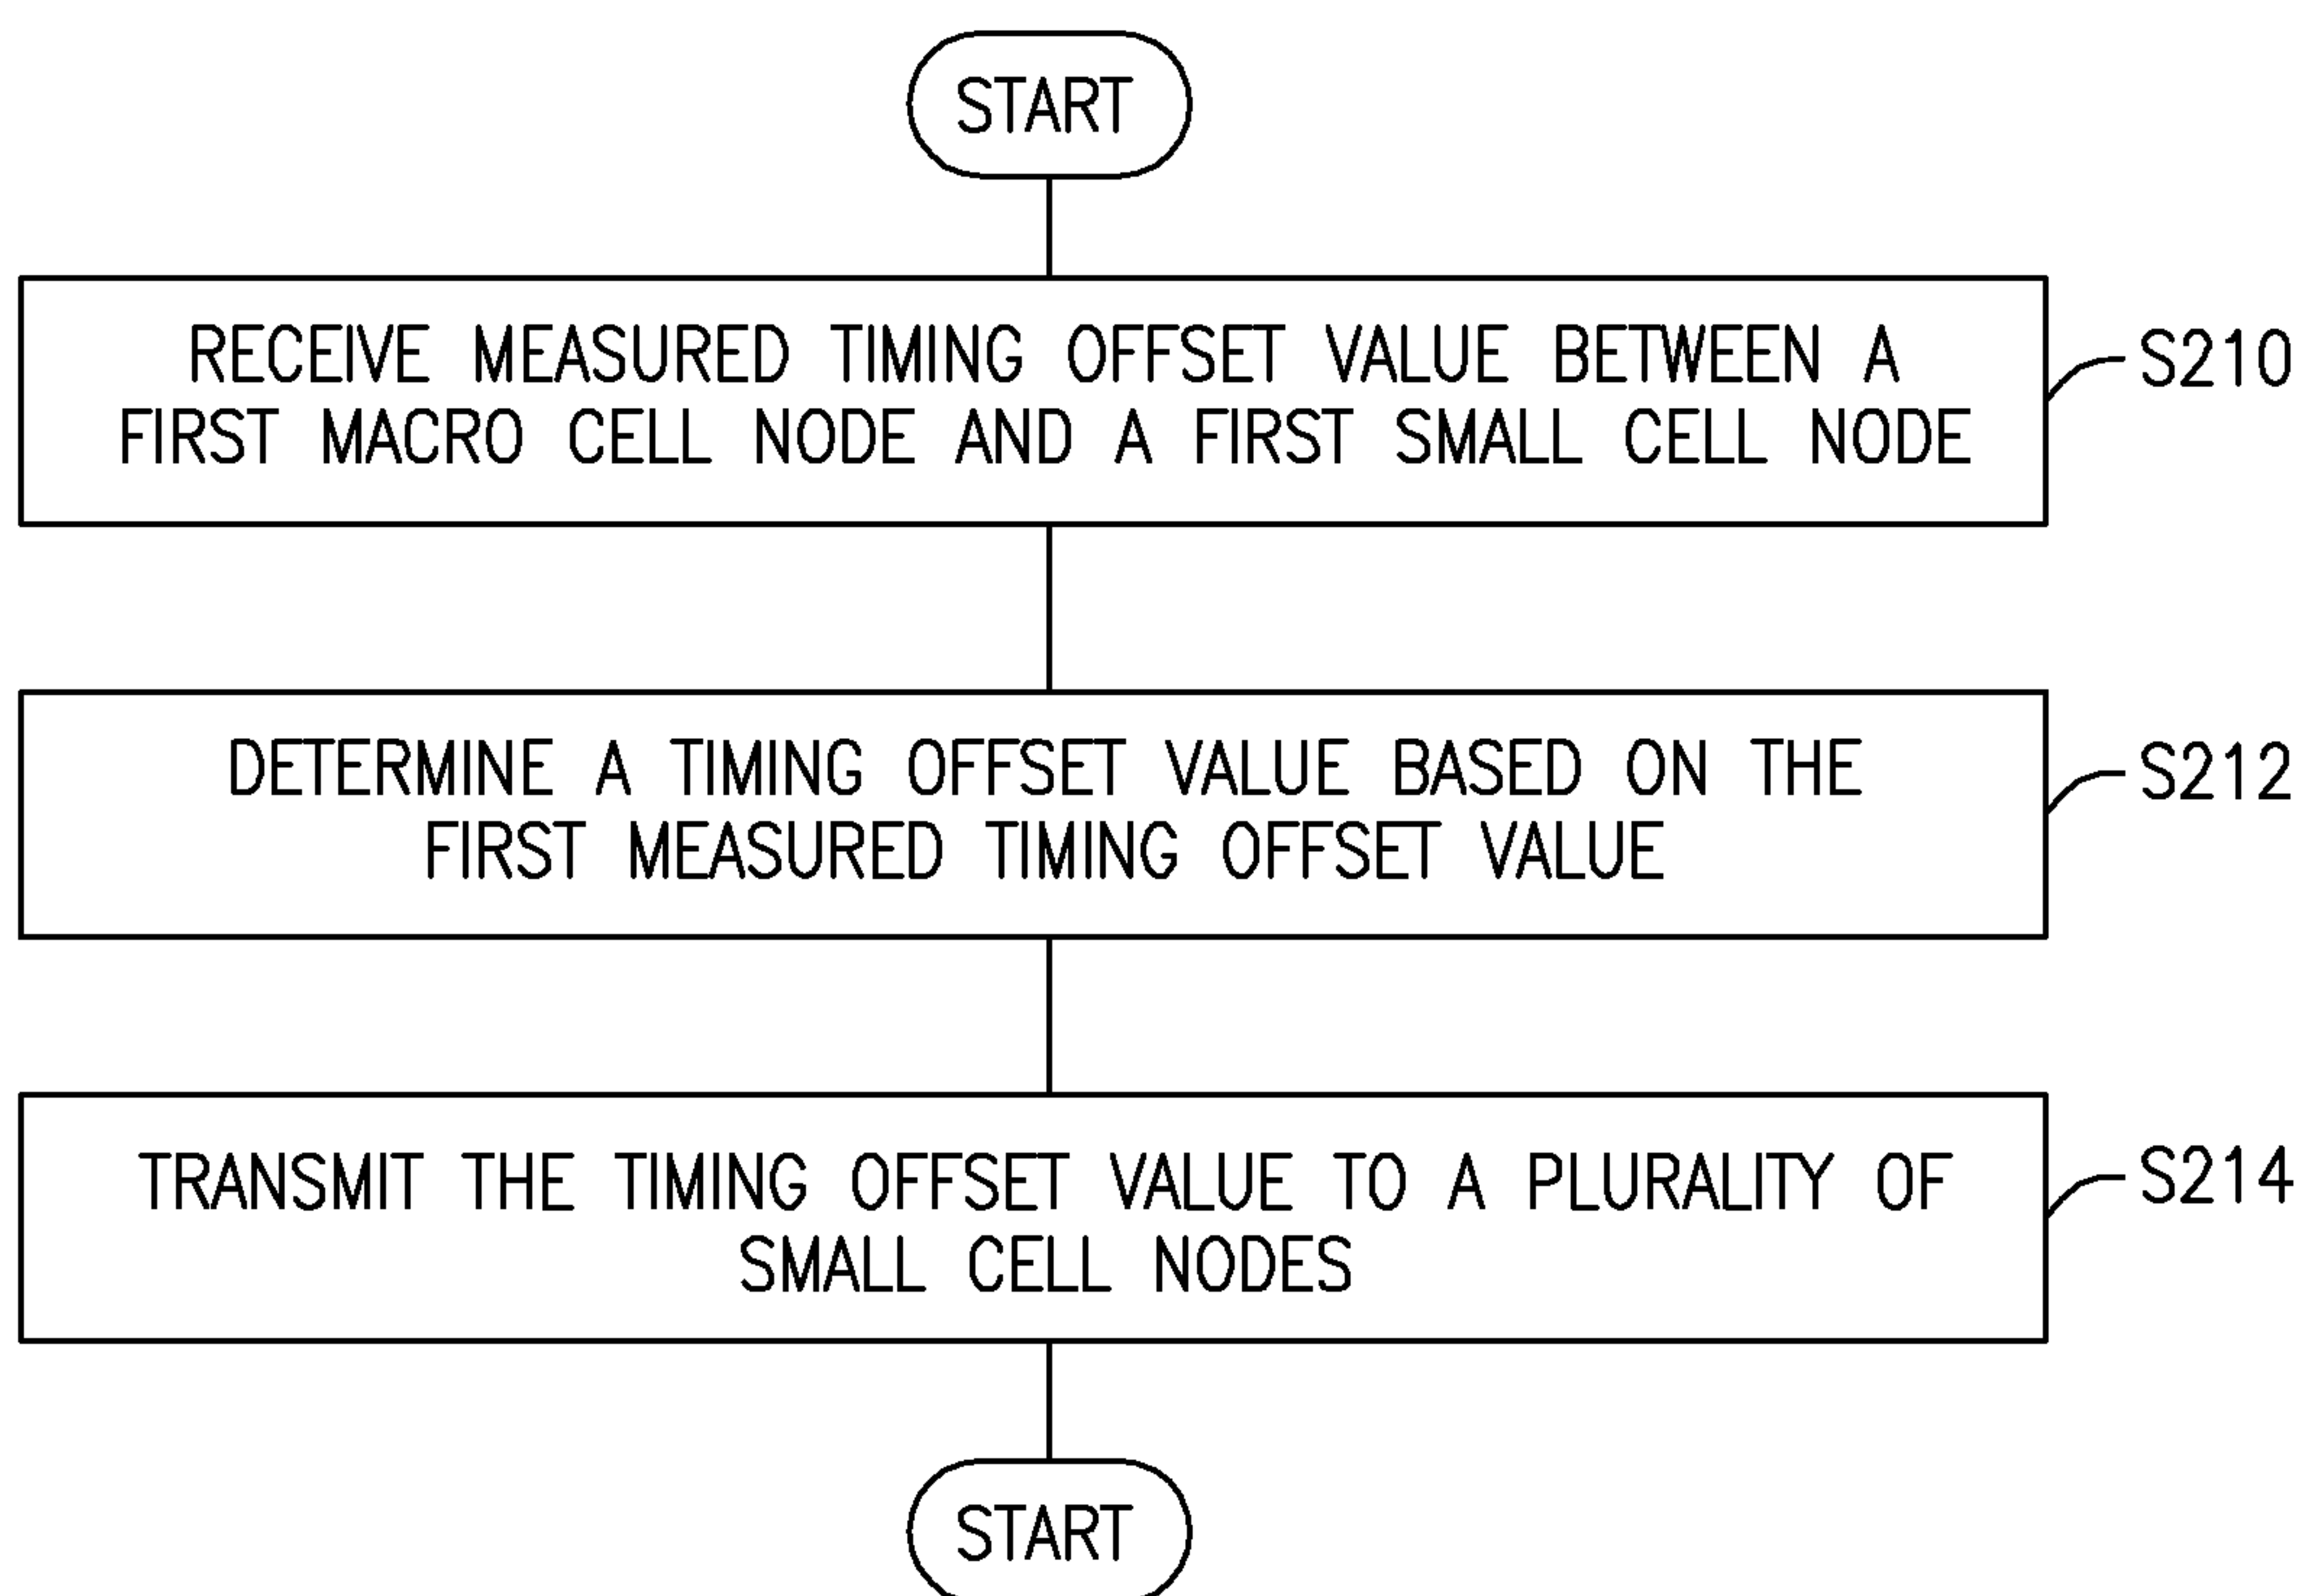 START
RECEIVE MEASURED TIMING OFFSET VALUE BETWEEN A
FIRST MACRO CELL NODE AND A FIRST SMALL CELL NODE
S210
DETERMINE A TIMING OFFSET VALUE BASED ON THE
FIRST MEASURED TIMING OFFSET VALUE
S212
TRANSMIT THE TIMING OFFSET VALUE TO A PLURALITY OF
SMALL CELL NODES
S214
START